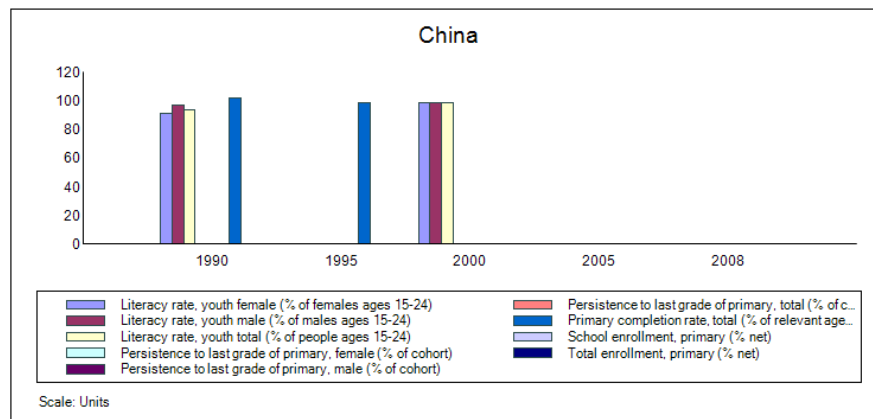 China
120
100
80
60
40
20
0
1990 1995 2000 2005 2008
Literacy rate, youth female (% of females ages 15-24)
Literacy rate, youth male (% of males ages 15-24)
Literacy rate, youth total (% of people ages 15-24)
Persistence to last grade of primary, female (% of cohort)
Persistence to last grade of primary, male (% of cohort)
Persistence to last grade of primary, total (% of c...
Primary completion rate, total (% of relevant age...
School enrollment, primary (% net)
Total enrollment, primary (% net)
Scale: Units